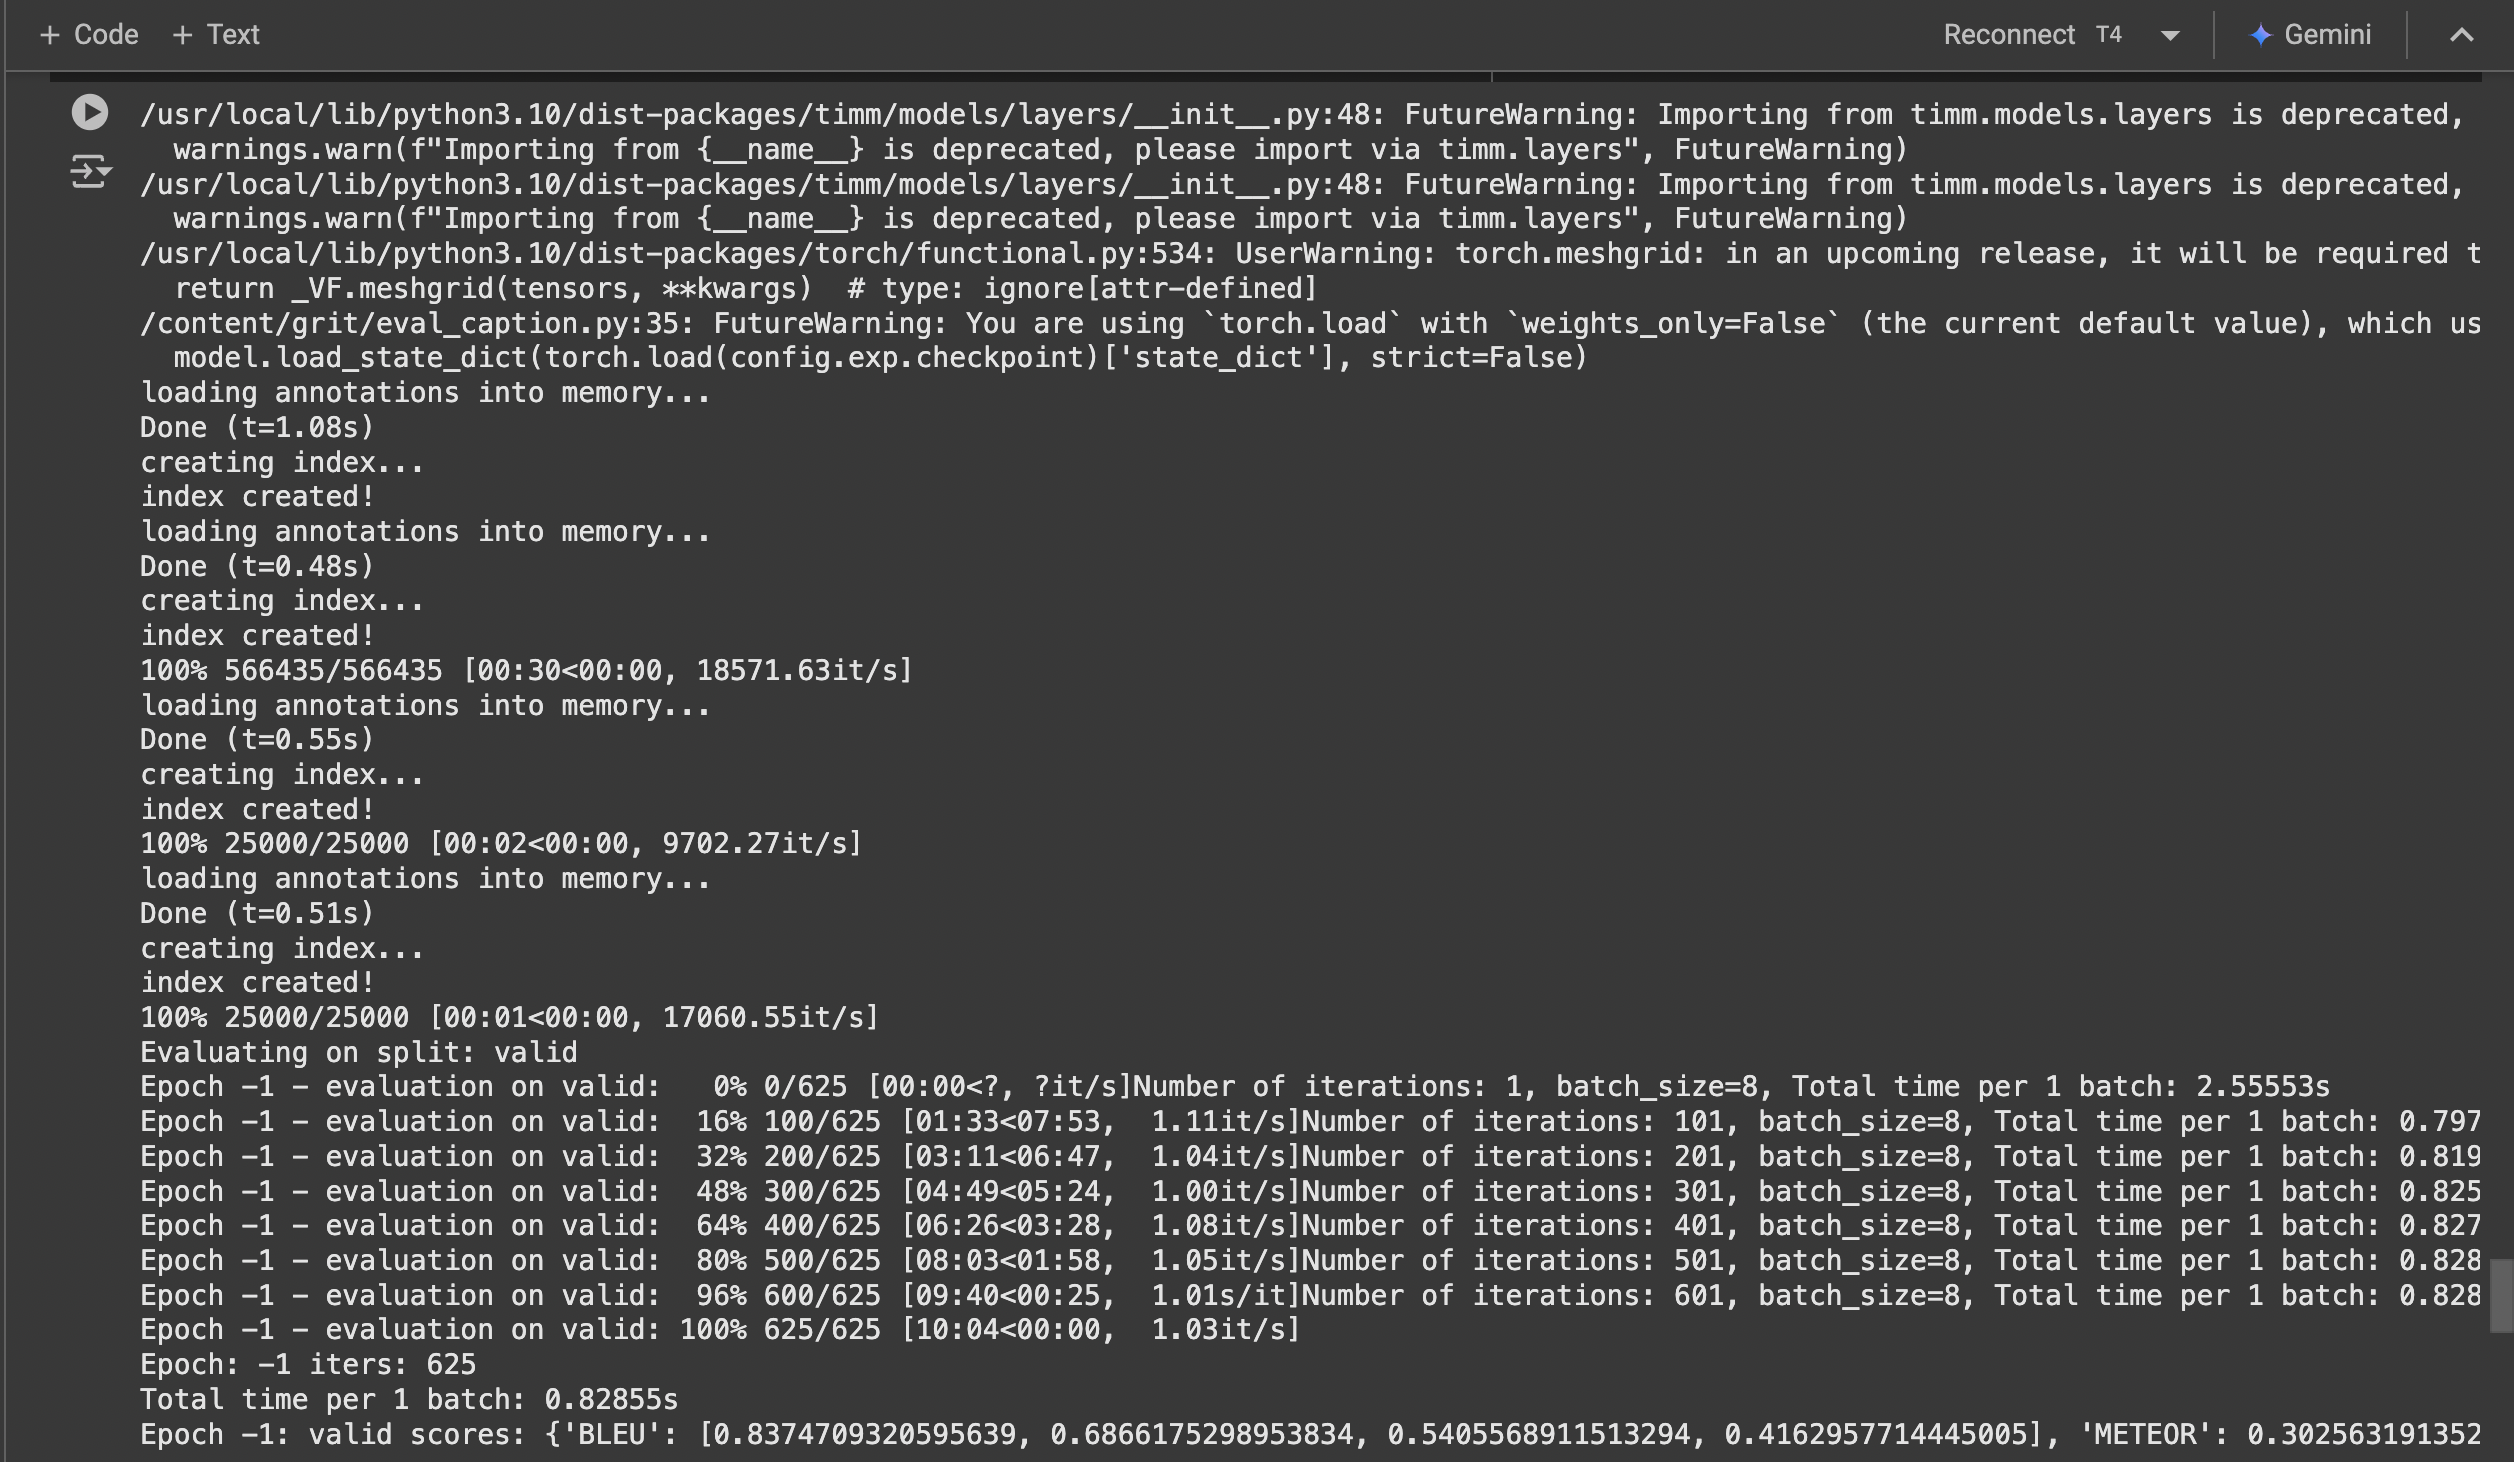 + Code + Text Reconnect T4 Gemini
/usr/local/lib/python3.10/dist-packages/timm/models/layers/__init__.py:48: FutureWarning: Importing from timm.models.layers is deprecated,
  warnings.warn(f"Importing from {__name__} is deprecated, please import via timm.layers", FutureWarning)
/usr/local/lib/python3.10/dist-packages/timm/models/layers/__init__.py:48: FutureWarning: Importing from timm.models.layers is deprecated,
  warnings.warn(f"Importing from {__name__} is deprecated, please import via timm.layers", FutureWarning)
/usr/local/lib/python3.10/dist-packages/torch/functional.py:534: UserWarning: torch.meshgrid: in an upcoming release, it will be required t
  return _VF.meshgrid(tensors, **kwargs)  # type: ignore[attr-defined]
/content/grit/eval_caption.py:35: FutureWarning: You are using `torch.load` with `weights_only=False` (the current default value), which us
  model.load_state_dict(torch.load(config.exp.checkpoint)['state_dict'], strict=False)
loading annotations into memory...
Done (t=1.08s)
creating index...
index created!
loading annotations into memory...
Done (t=0.48s)
creating index...
index created!
100% 566435/566435 [00:30<00:00, 18571.63it/s]
loading annotations into memory...
Done (t=0.55s)
creating index...
index created!
100% 25000/25000 [00:02<00:00, 9702.27it/s]
loading annotations into memory...
Done (t=0.51s)
creating index...
index created!
100% 25000/25000 [00:01<00:00, 17060.55it/s]
Evaluating on split: valid
Epoch -1 - evaluation on valid:   0% 0/625 [00:00<?, ?it/s]Number of iterations: 1, batch_size=8, Total time per 1 batch: 2.55553s
Epoch -1 - evaluation on valid:  16% 100/625 [01:33<07:53,  1.11it/s]Number of iterations: 101, batch_size=8, Total time per 1 batch: 0.797
Epoch -1 - evaluation on valid:  32% 200/625 [03:11<06:47,  1.04it/s]Number of iterations: 201, batch_size=8, Total time per 1 batch: 0.819
Epoch -1 - evaluation on valid:  48% 300/625 [04:49<05:24,  1.00it/s]Number of iterations: 301, batch_size=8, Total time per 1 batch: 0.825
Epoch -1 - evaluation on valid:  64% 400/625 [06:26<03:28,  1.08it/s]Number of iterations: 401, batch_size=8, Total time per 1 batch: 0.827
Epoch -1 - evaluation on valid:  80% 500/625 [08:03<01:58,  1.05it/s]Number of iterations: 501, batch_size=8, Total time per 1 batch: 0.828
Epoch -1 - evaluation on valid:  96% 600/625 [09:40<00:25,  1.01s/it]Number of iterations: 601, batch_size=8, Total time per 1 batch: 0.828
Epoch -1 - evaluation on valid: 100% 625/625 [10:04<00:00,  1.03it/s]
Epoch: -1 iters: 625
Total time per 1 batch: 0.82855s
Epoch -1: valid scores: {'BLEU': [0.8374709320595639, 0.6866175298953834, 0.5405568911513294, 0.4162957714445005], 'METEOR': 0.302563191352